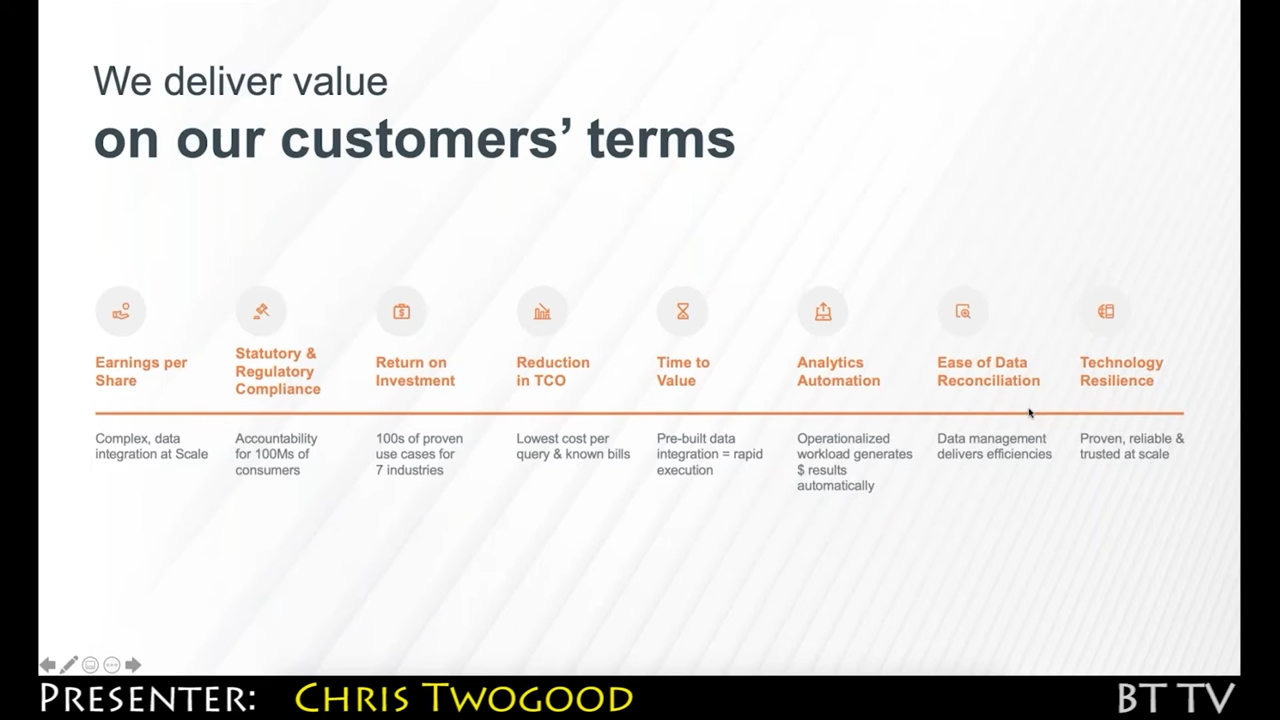 We deliver value
on our customers’ terms
Earnings per
Share
Complex, data
integration at Scale
Statutory &
Regulatory
Compliance
Accountability
for 100Ms of
consumers
Return on
Investment
100s of proven
use cases for
7 industries
Reduction
in TCO
Lowest cost per
query & known bills
Time to
Value
Pre-built data
integration = rapid
execution
Analytics
Automation
Operationalized
workload generates
$ results
automatically
Ease of Data
Reconciliation
Data management
delivers efficiencies
Technology
Resilience
Proven, reliable &
trusted at scale
PRESENTER: CHRIS TWOGOOD
BT TV